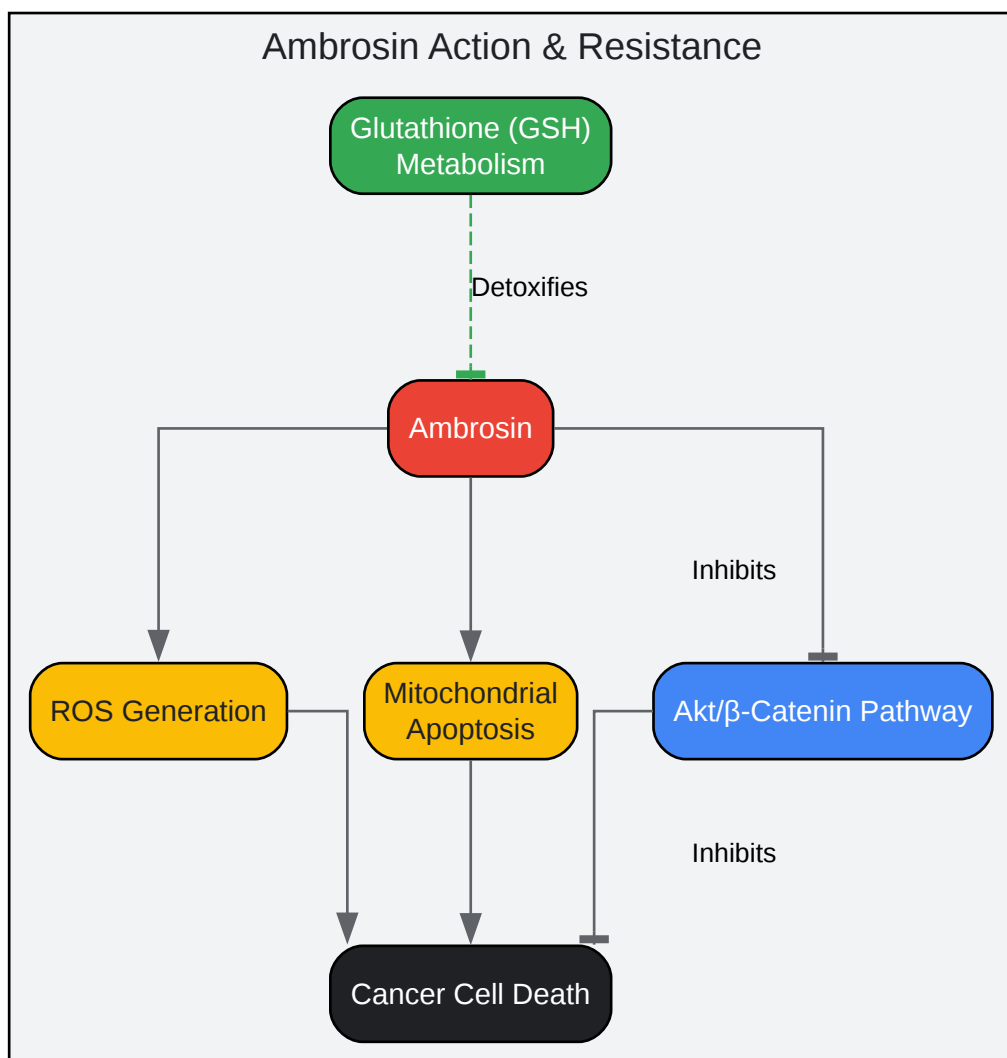 Ambrosin Action & Resistance
Glutathione (GSH)
Metabolism
Detoxifies
Ambrosin
Inhibits
ROS Generation
Mitochondrial
Apoptosis
Akt/β-Catenin Pathway
Inhibits
Cancer Cell Death